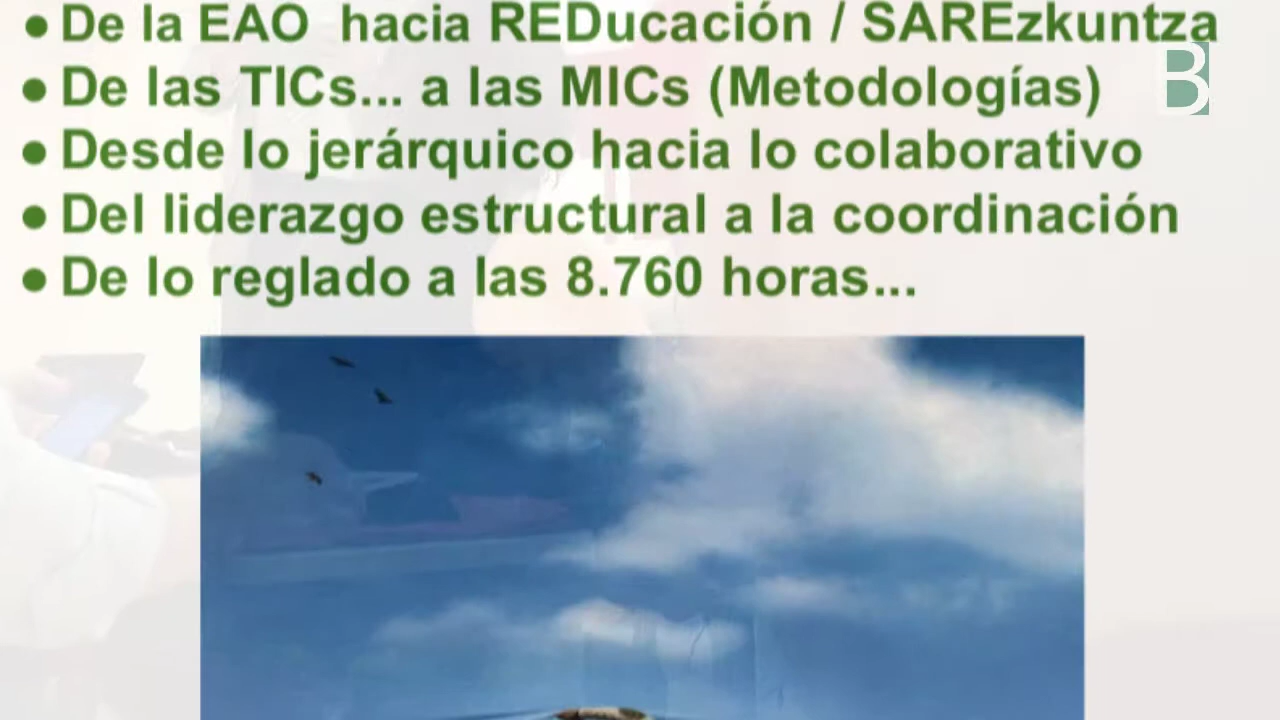 • De la EAO hacia REDucación / SAREzkuntza
• De las TICs... a las MICs (Metodologías)
• Desde lo jerárquico hacia lo colaborativo
• Del liderazgo estructural a la coordinación
• De lo reglado a las 8.760 horas...
B